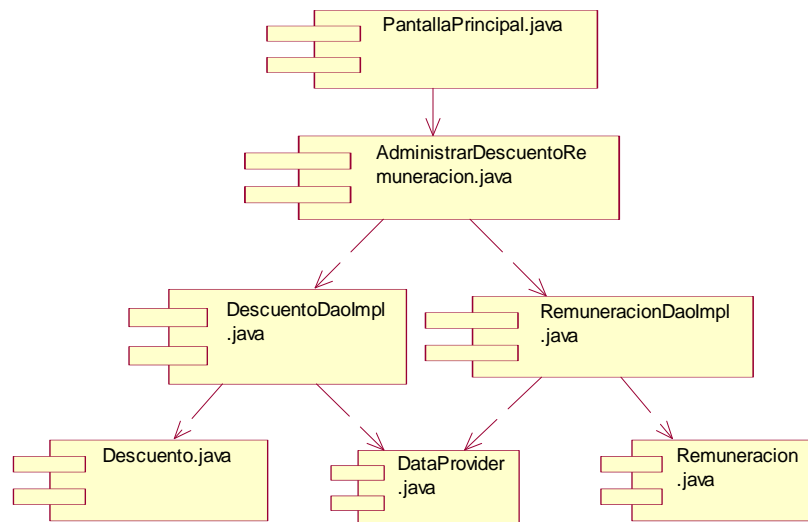 PantallaPrincipal.java
AdministrarDescuentoRe
muneracion.java
DescuentoDaoImpl
.java
RemuneracionDaoImpl
.java
Descuento.java
DataProvider
.java
Remuneracion
.java